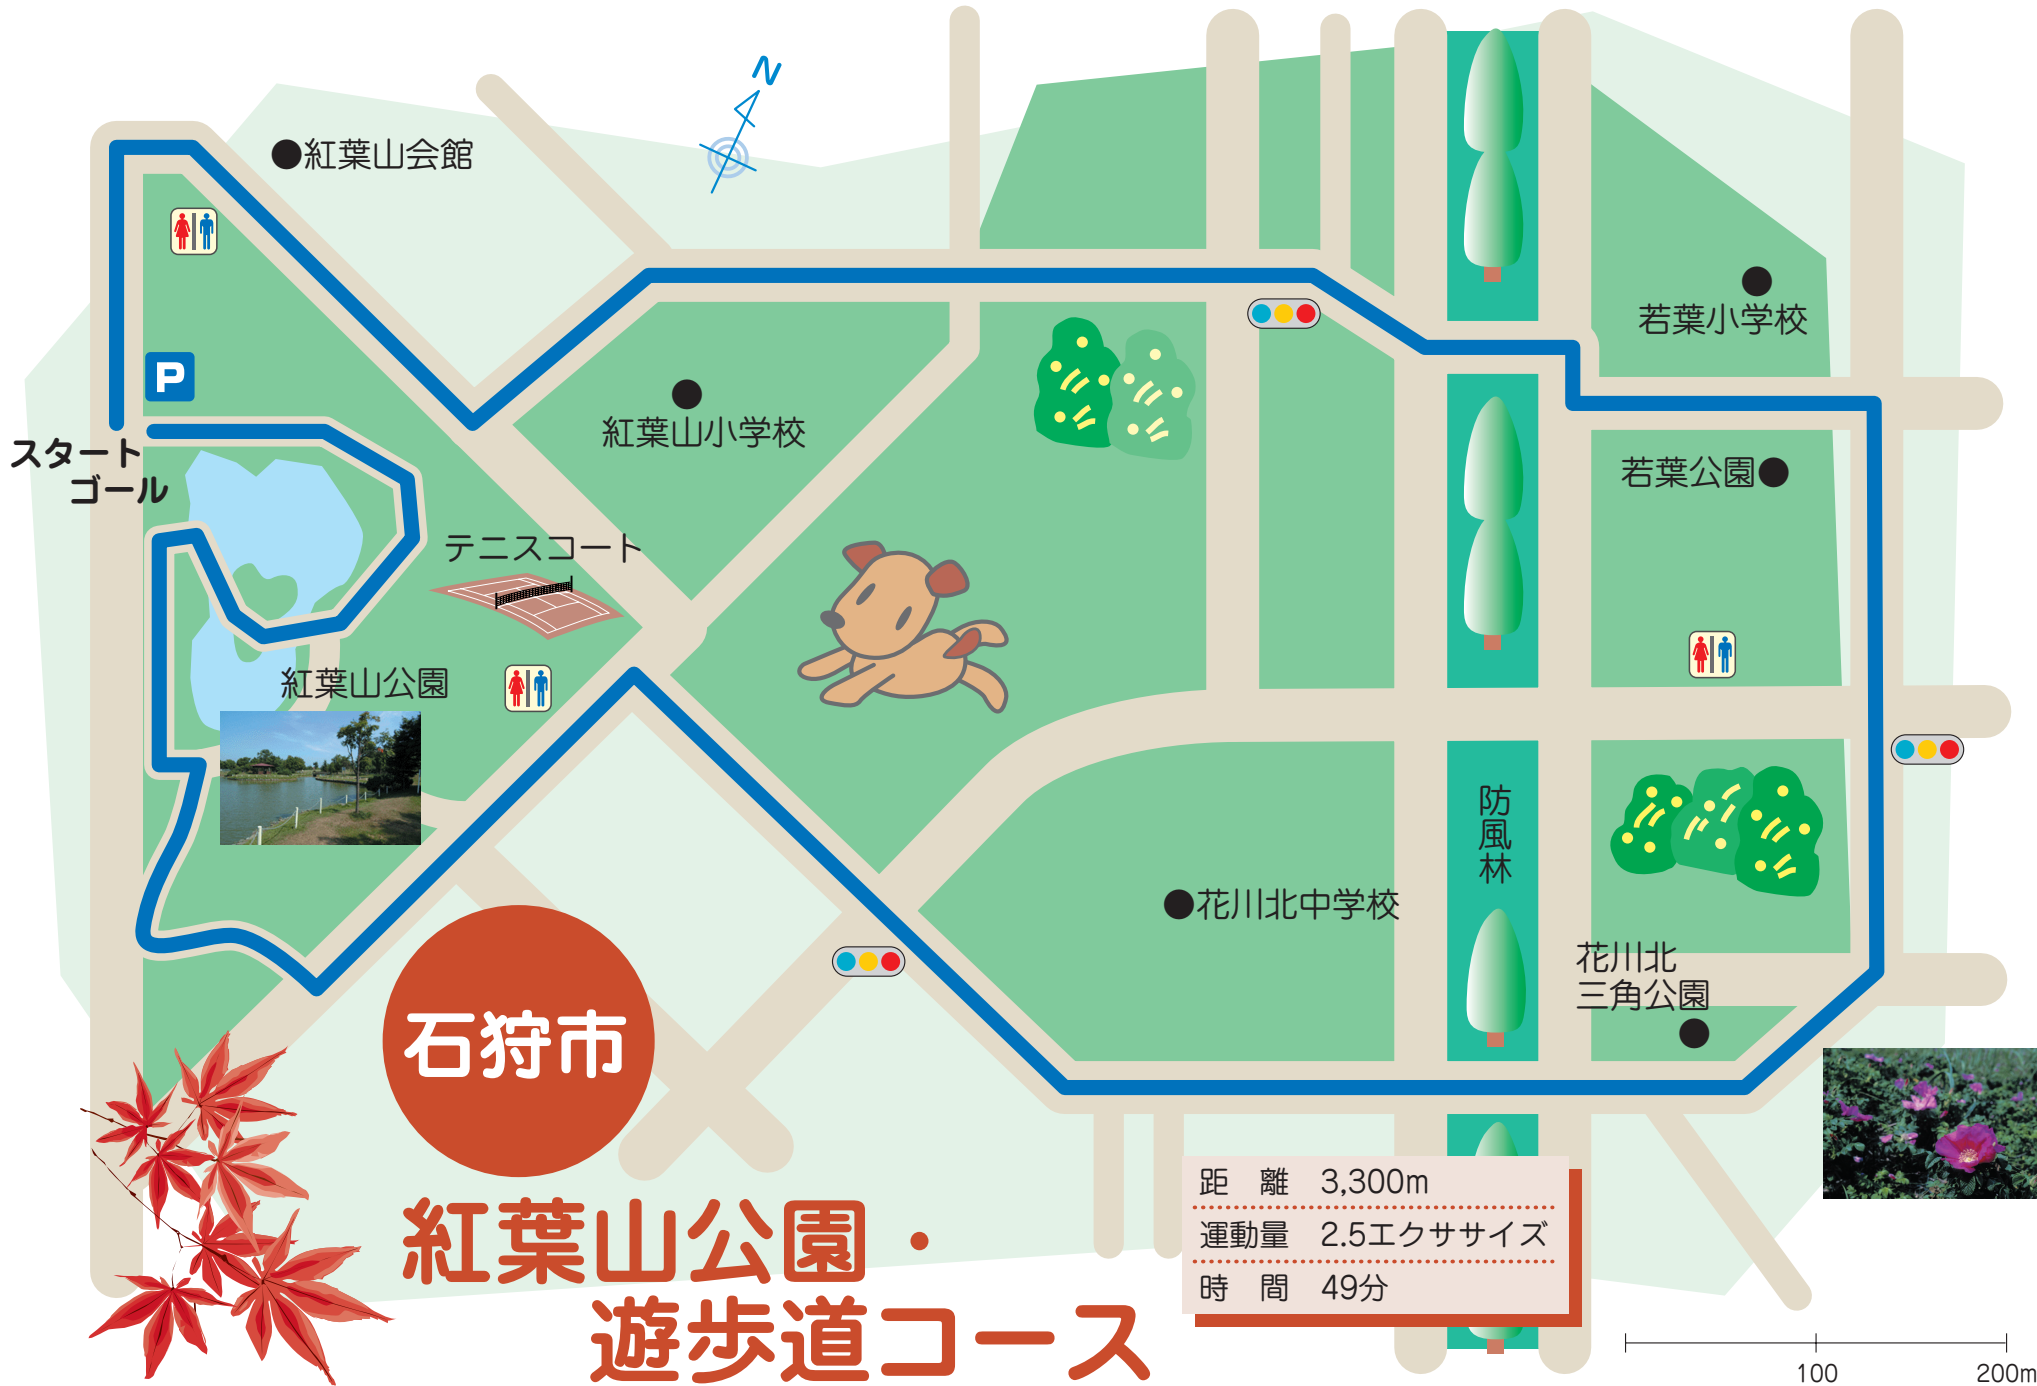 N
紅葉山会館
P
スタート
ゴール
紅葉山小学校
テニスコート
紅葉山公園
若葉小学校
若葉公園
防風林
花川北中学校
花川北
三角公園
石狩市
紅葉山公園・
遊歩道コース
距　離　3,300m
運動量　2.5エクササイズ
時　間　49分
100　200m